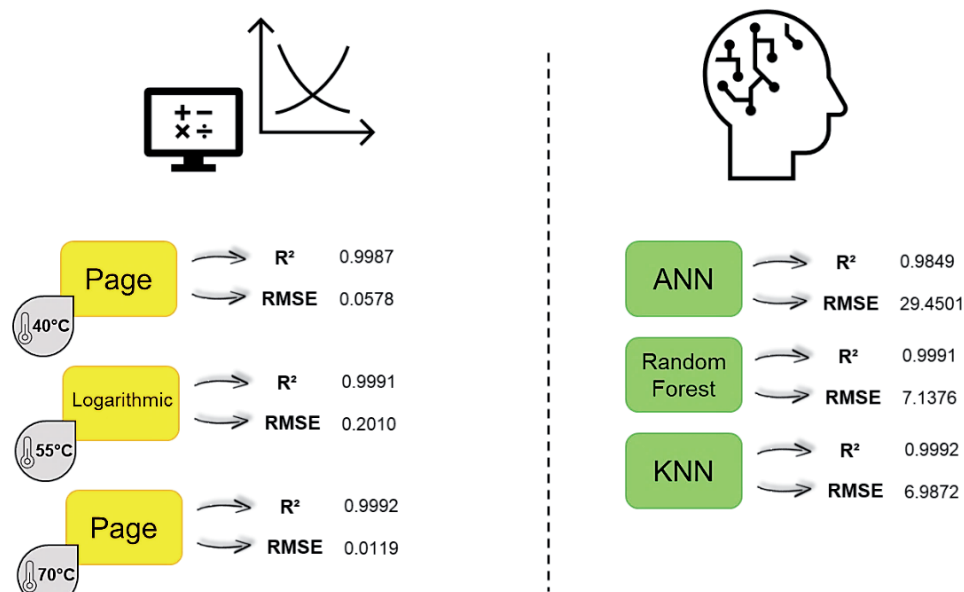 Page
40°C
R² 0.9987
RMSE 0.0578
Logarithmic
55°C
R² 0.9991
RMSE 0.2010
Page
70°C
R² 0.9992
RMSE 0.0119
ANN
R² 0.9849
RMSE 29.4501
Random
Forest
R² 0.9991
RMSE 7.1376
KNN
R² 0.9992
RMSE 6.9872